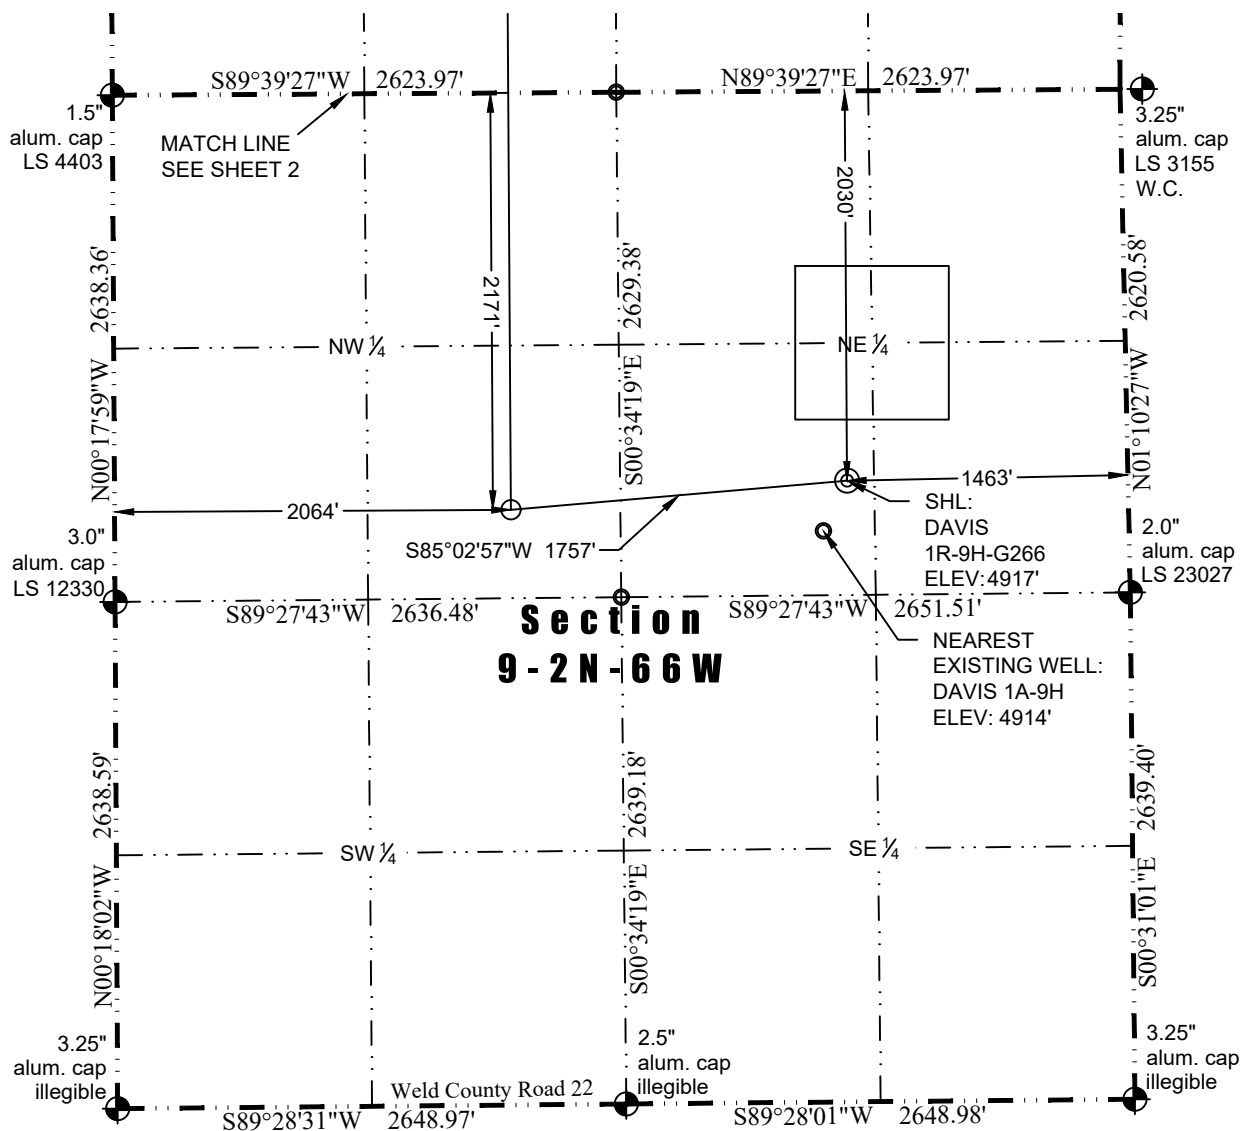 S89°39'27"W 2623.97'
N89°39'27"E 2623.97'
1.5"
alum. cap
LS 4403
MATCH LINE
SEE SHEET 2
3.25"
alum. cap
LS 3155
W.C.
2030'
2171'
2638.36'
N00°17'59"W
2629.38'
S00°34'19"E
2620.58'
N01°10'27"W
NW ¼
NE ¼
2064'
1463'
S85°02'57"W 1757'
SHL:
DAVIS
1R-9H-G266
ELEV:4917'
3.0"
alum. cap
LS 12330
2.0"
alum. cap
LS 23027
S89°27'43"W 2636.48'
S89°27'43"W 2651.51'
Section
9-2N-66W
NEAREST
EXISTING WELL:
DAVIS 1A-9H
ELEV: 4914'
2638.59'
N00°18'02"W
2639.18'
S00°34'19"E
2639.40'
S00°31'01"E
SW ¼
SE ¼
3.25"
alum. cap
illegible
2.5"
alum. cap
illegible
3.25"
alum. cap
illegible
Weld County Road 22
S89°28'31"W 2648.97'
S89°28'01"W 2648.98'